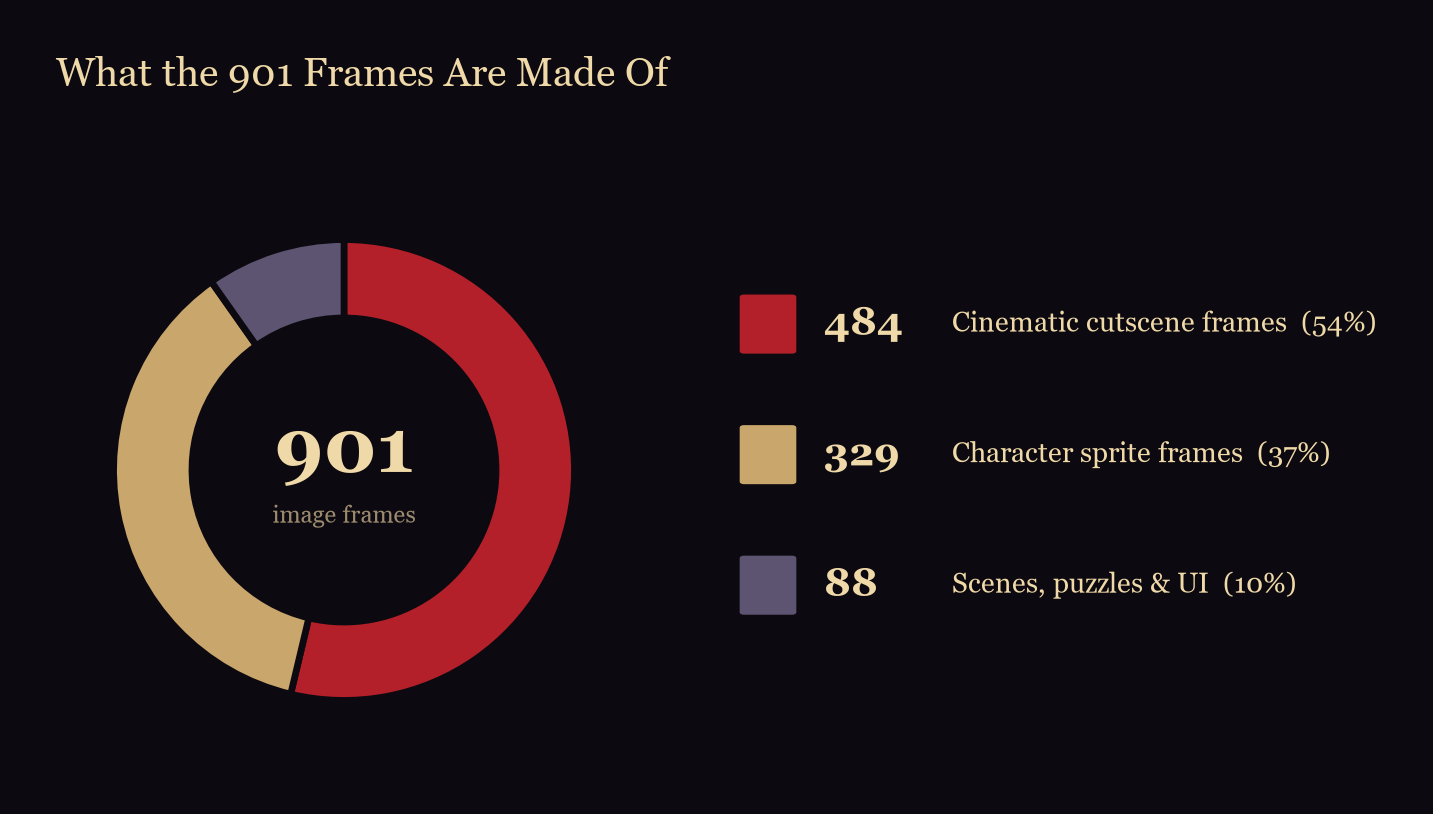 What the 901 Frames Are Made Of
901
image frames
484 Cinematic cutscene frames (54%)
329 Character sprite frames (37%)
88 Scenes, puzzles & UI (10%)